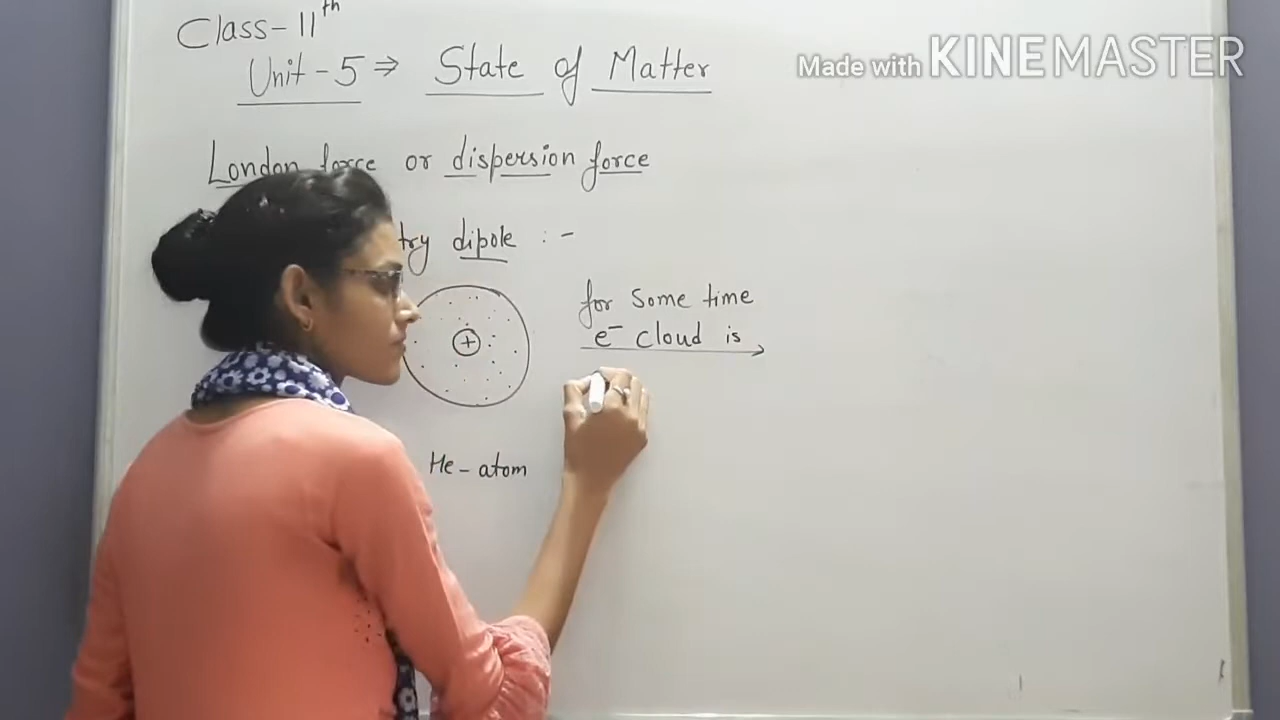 Class-11th
Unit-5 ⇒ State of Matter
Made with KINEMASTER
London force or dispersion force
try dipole :-
for some time
e⁻ cloud is
+
He-atom